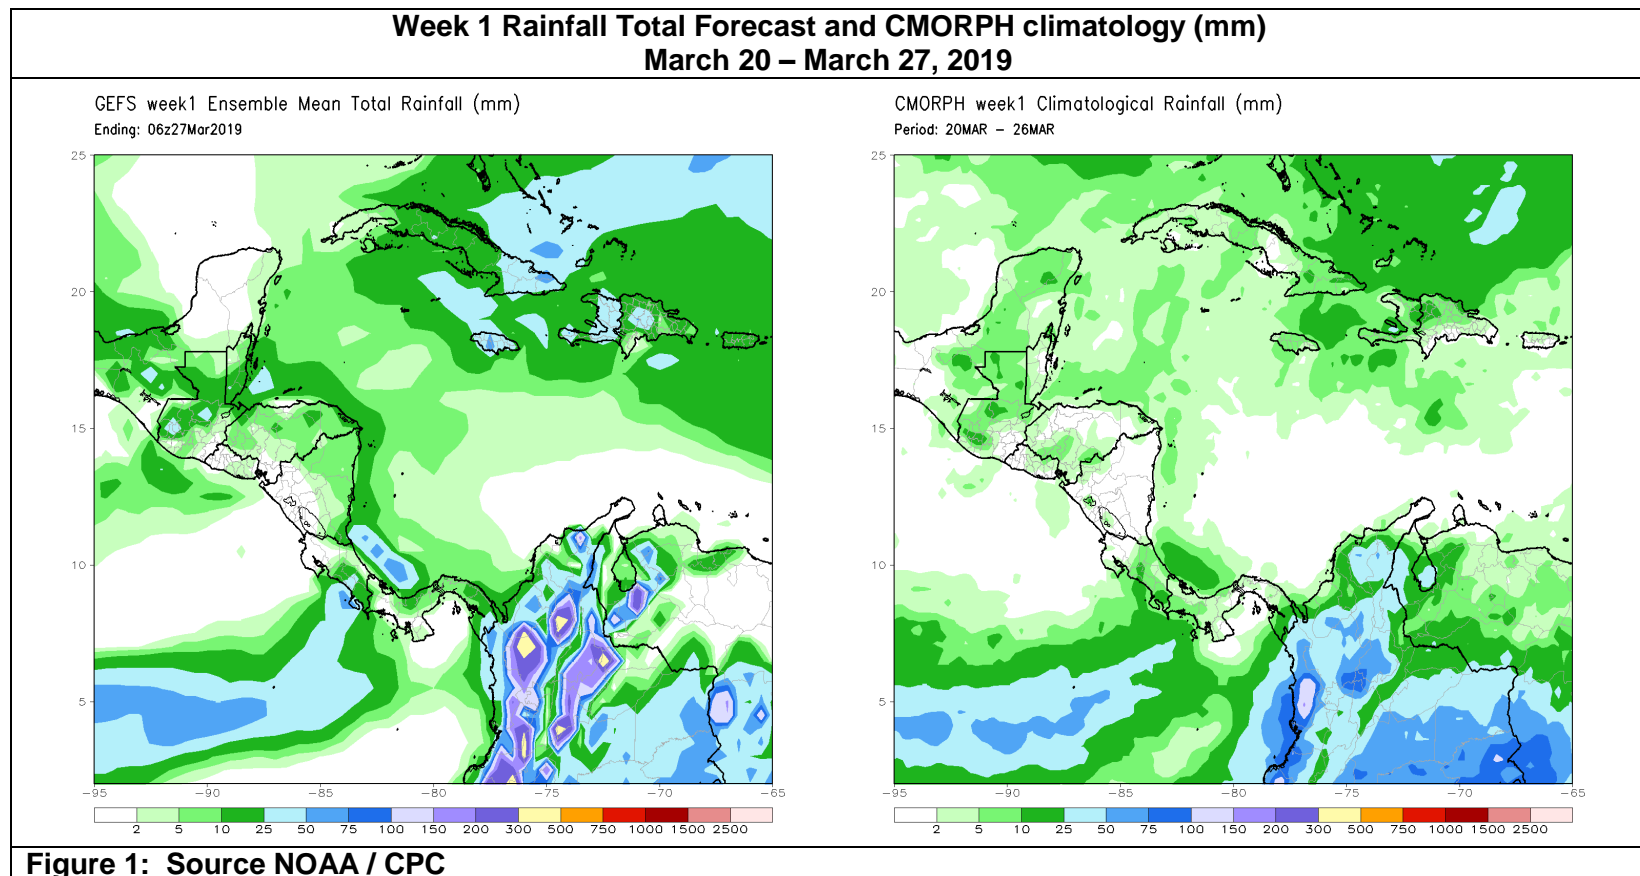 Week 1 Rainfall Total Forecast and CMORPH climatology (mm)
March 20 – March 27, 2019
GEFS week1 Ensemble Mean Total Rainfall (mm)
Ending: 06z27Mar2019
25
20
15
10
5
-95 -90 -85 -80 -75 -70 -65
2 5 10 25 50 75 100 150 200 300 500 750 1000 1500 2500
CMORPH week1 Climatological Rainfall (mm)
Period: 20MAR – 26MAR
25
20
15
10
5
-95 -90 -85 -80 -75 -70 -65
2 5 10 25 50 75 100 150 200 300 500 750 1000 1500 2500
Figure 1: Source NOAA / CPC